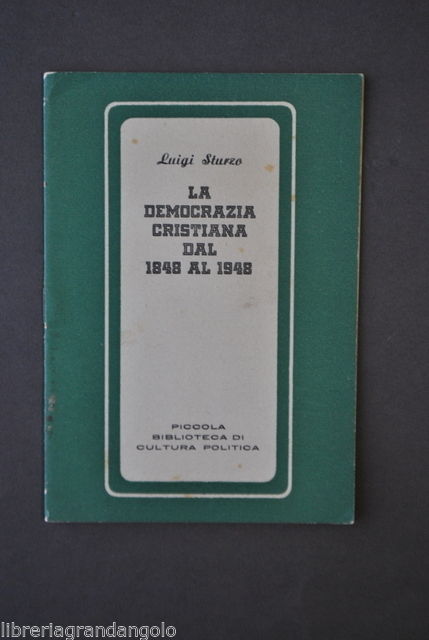 Luigi Sturzo
LA
DEMOCRAZIA
CRISTIANA
DAL
1848 AL 1948
PICCOLA
BIBLIOTECA DI
CULTURA POLITICA
libreriagrandangolo